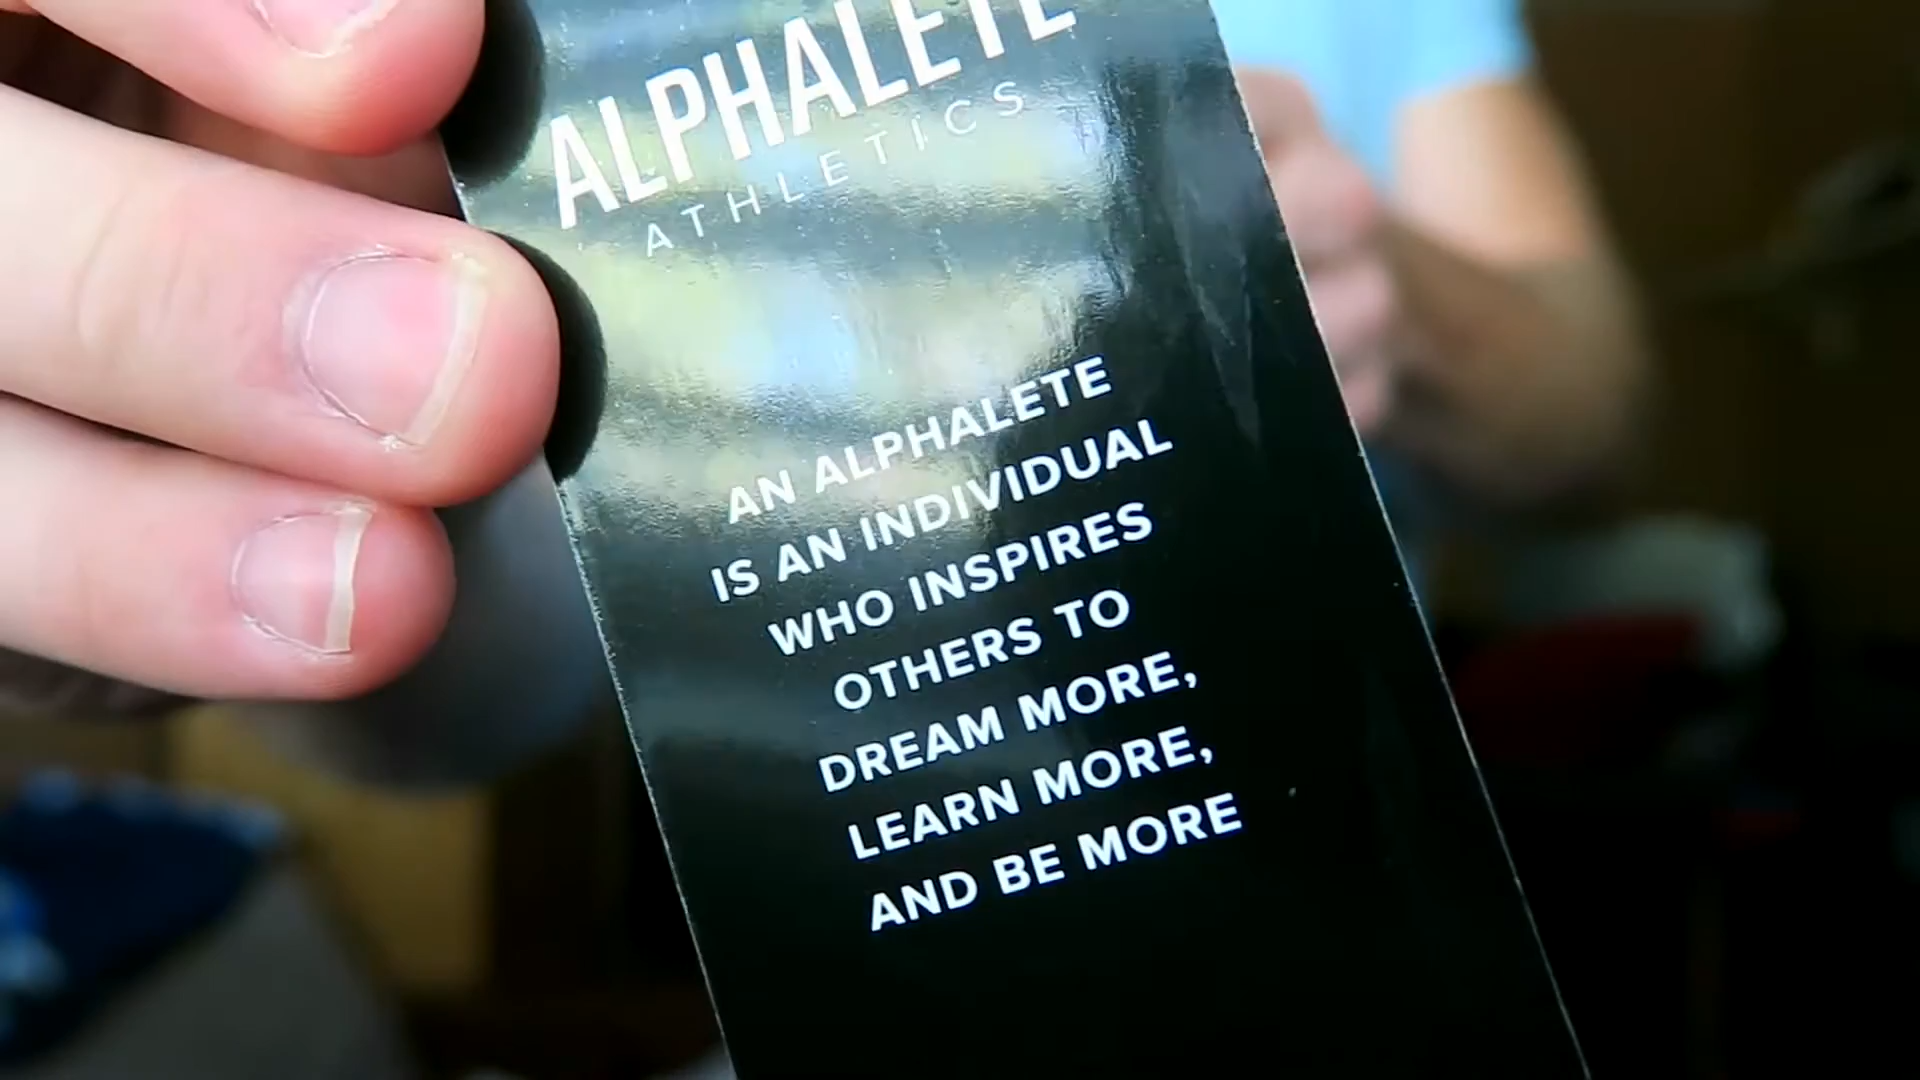 ALPHALETE
ATHLETICS
AN ALPHALETE
IS AN INDIVIDUAL
WHO INSPIRES
OTHERS TO
DREAM MORE,
LEARN MORE,
AND BE MORE